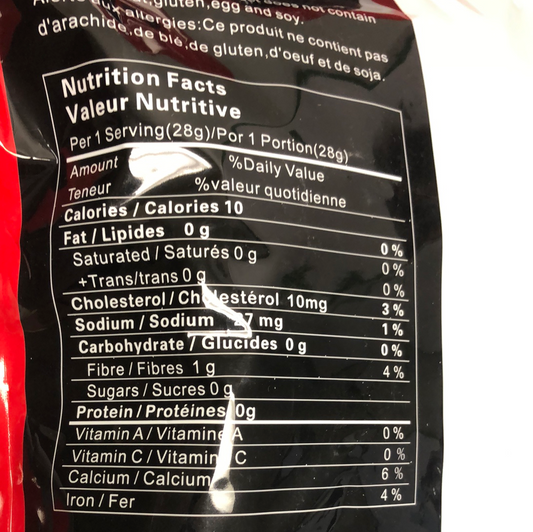 gluten,egg and soy.
not contain
aux allergies:Ce produit ne contient pas
d'arachide,de blé,de gluten,d'oeuf et de soja.
Nutrition Facts
Valeur Nutritive
Per 1 Serving(28g)/Por 1 Portion(28g)
Amount %Daily Value
Teneur %valeur quotidienne
Calories / Calories 10
Fat / Lipides 0 g 0 %
Saturated / Saturés 0 g 0 %
+Trans/trans 0 g 0 %
Cholesterol / Cholestérol 10mg 3 %
Sodium / Sodium mg 1 %
Carbohydrate / Glucides 0 g 0 %
Fibre / Fibres 1 g 4 %
Sugars / Sucres 0 g
Protein / Protéines 0g
Vitamin A / Vitamine A 0 %
Vitamin C / Vitamin C 0 %
Calcium / Calcium 6 %
Iron / Fer 4 %